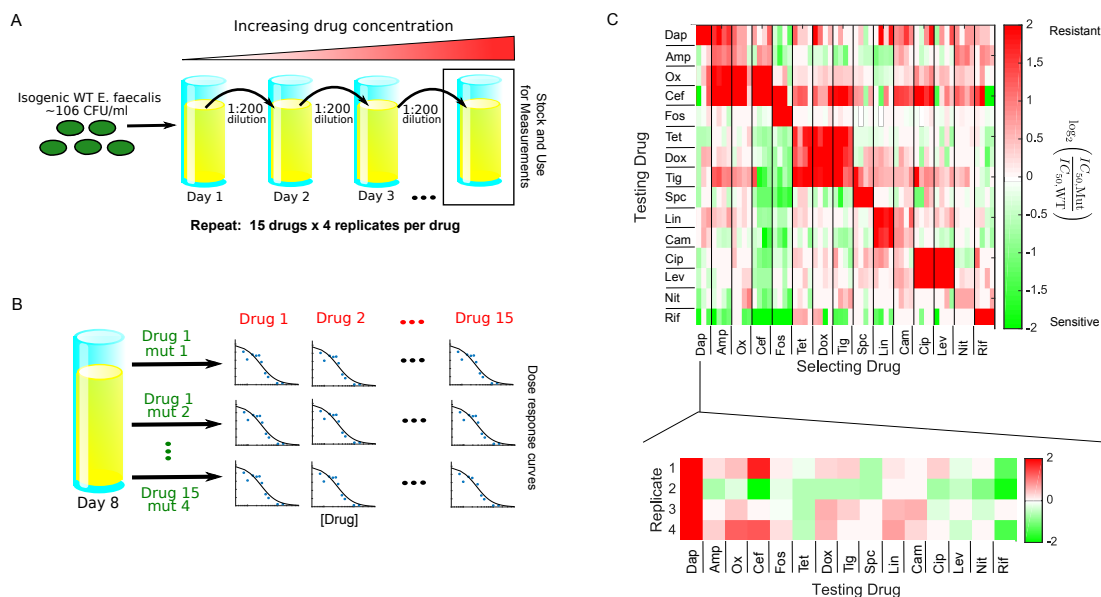 A
Increasing drug concentration
Isogenic WT E. faecalis
~106 CFU/ml
1:200
dilution
1:200
dilution
1:200
dilution
Day 1
Day 2
Day 3
Stock and Use
for Measurements
Repeat: 15 drugs x 4 replicates per drug
B
Drug 1
mut 1
Drug 1
mut 2
Drug 15
mut 4
Day 8
Drug 1
Drug 2
Drug 15
[Drug]
Dose response curves
C
Testing Drug
Dap
Amp
Ox
Cef
Fos
Tet
Dox
Tig
Spc
Lin
Cam
Cip
Lev
Nit
Rif
Dap
Amp
Ox
Cef
Fos
Tet
Dox
Tig
Spc
Lin
Cam
Cip
Lev
Nit
Rif
Selecting Drug
2
1.5
1
0.5
0
-0.5
-1
-1.5
-2
Resistant
Sensitive
log2 (IC50,Mut / IC50,WT)
Replicate
1
2
3
4
Dap
Amp
Ox
Cef
Fos
Tet
Dox
Tig
Spc
Lin
Cam
Cip
Lev
Nit
Rif
Testing Drug
2
0
-2